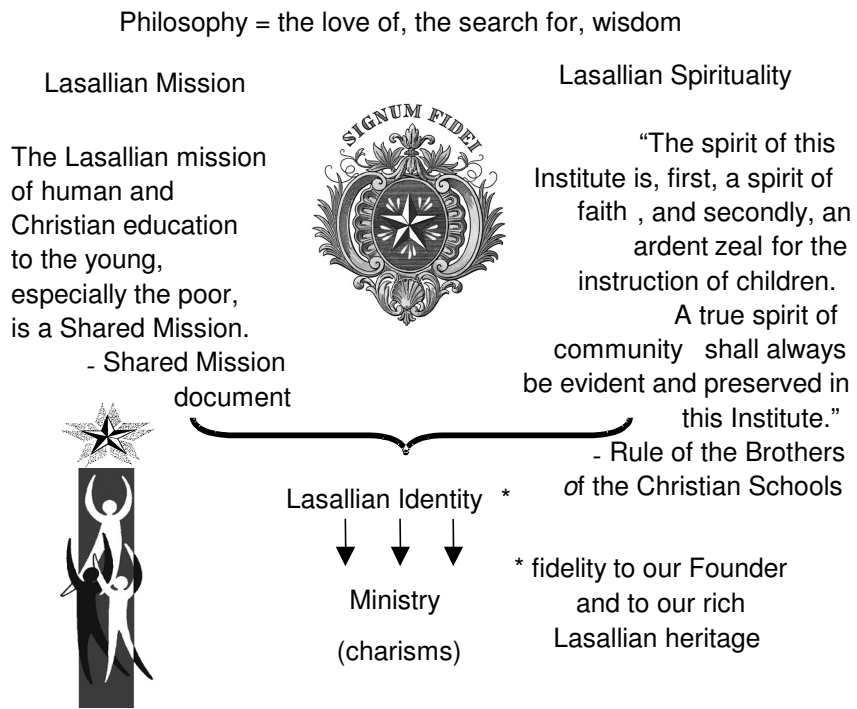 Philosophy = the love of, the search for, wisdom
Lasallian Mission
The Lasallian mission
of human and
Christian education
to the young,
especially the poor,
is a Shared Mission.
- Shared Mission
document
SIGNUM FIDEI
Lasallian Spirituality
“The spirit of this
Institute is, first, a spirit of
faith , and secondly, an
ardent zeal for the
instruction of children.
A true spirit of
community shall always
be evident and preserved in
this Institute.”
- Rule of the Brothers
of the Christian Schools
Lasallian Identity *
Ministry
(charisms)
* fidelity to our Founder
and to our rich
Lasallian heritage